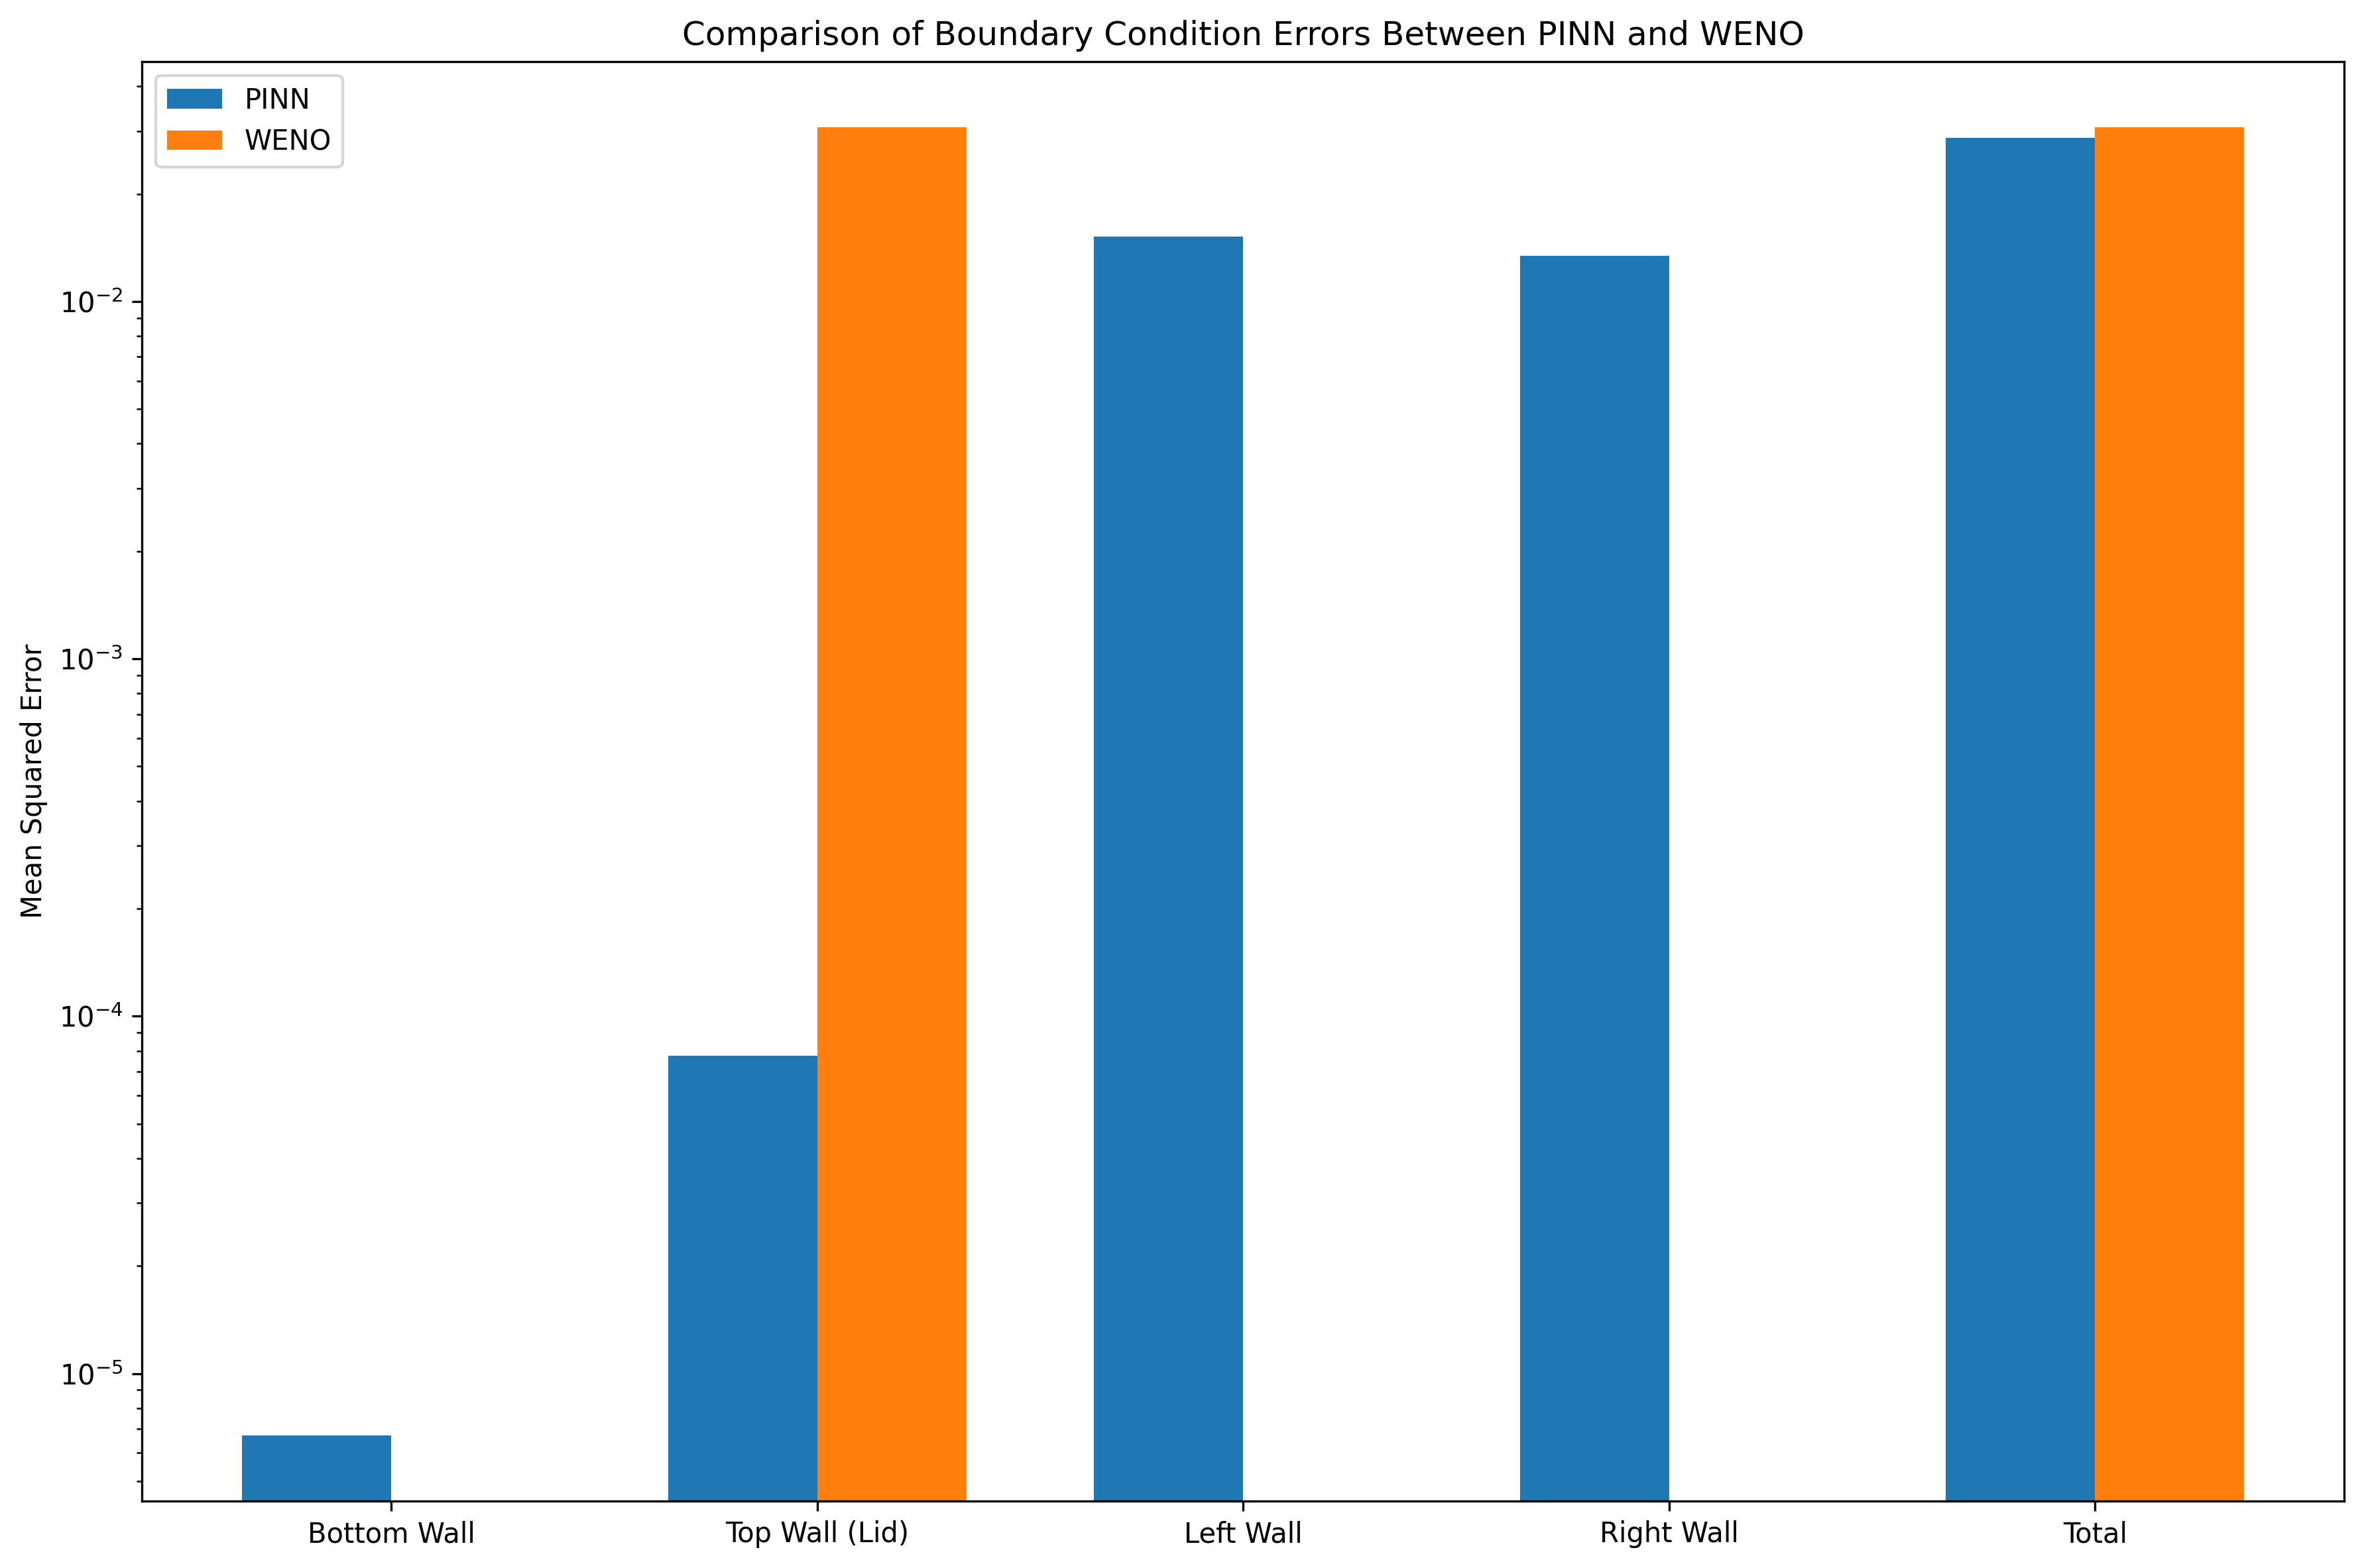 Comparison of Boundary Condition Errors Between PINN and WENO
PINN
WENO
Mean Squared Error
10⁻²
10⁻³
10⁻⁴
10⁻⁵
Bottom Wall
Top Wall (Lid)
Left Wall
Right Wall
Total